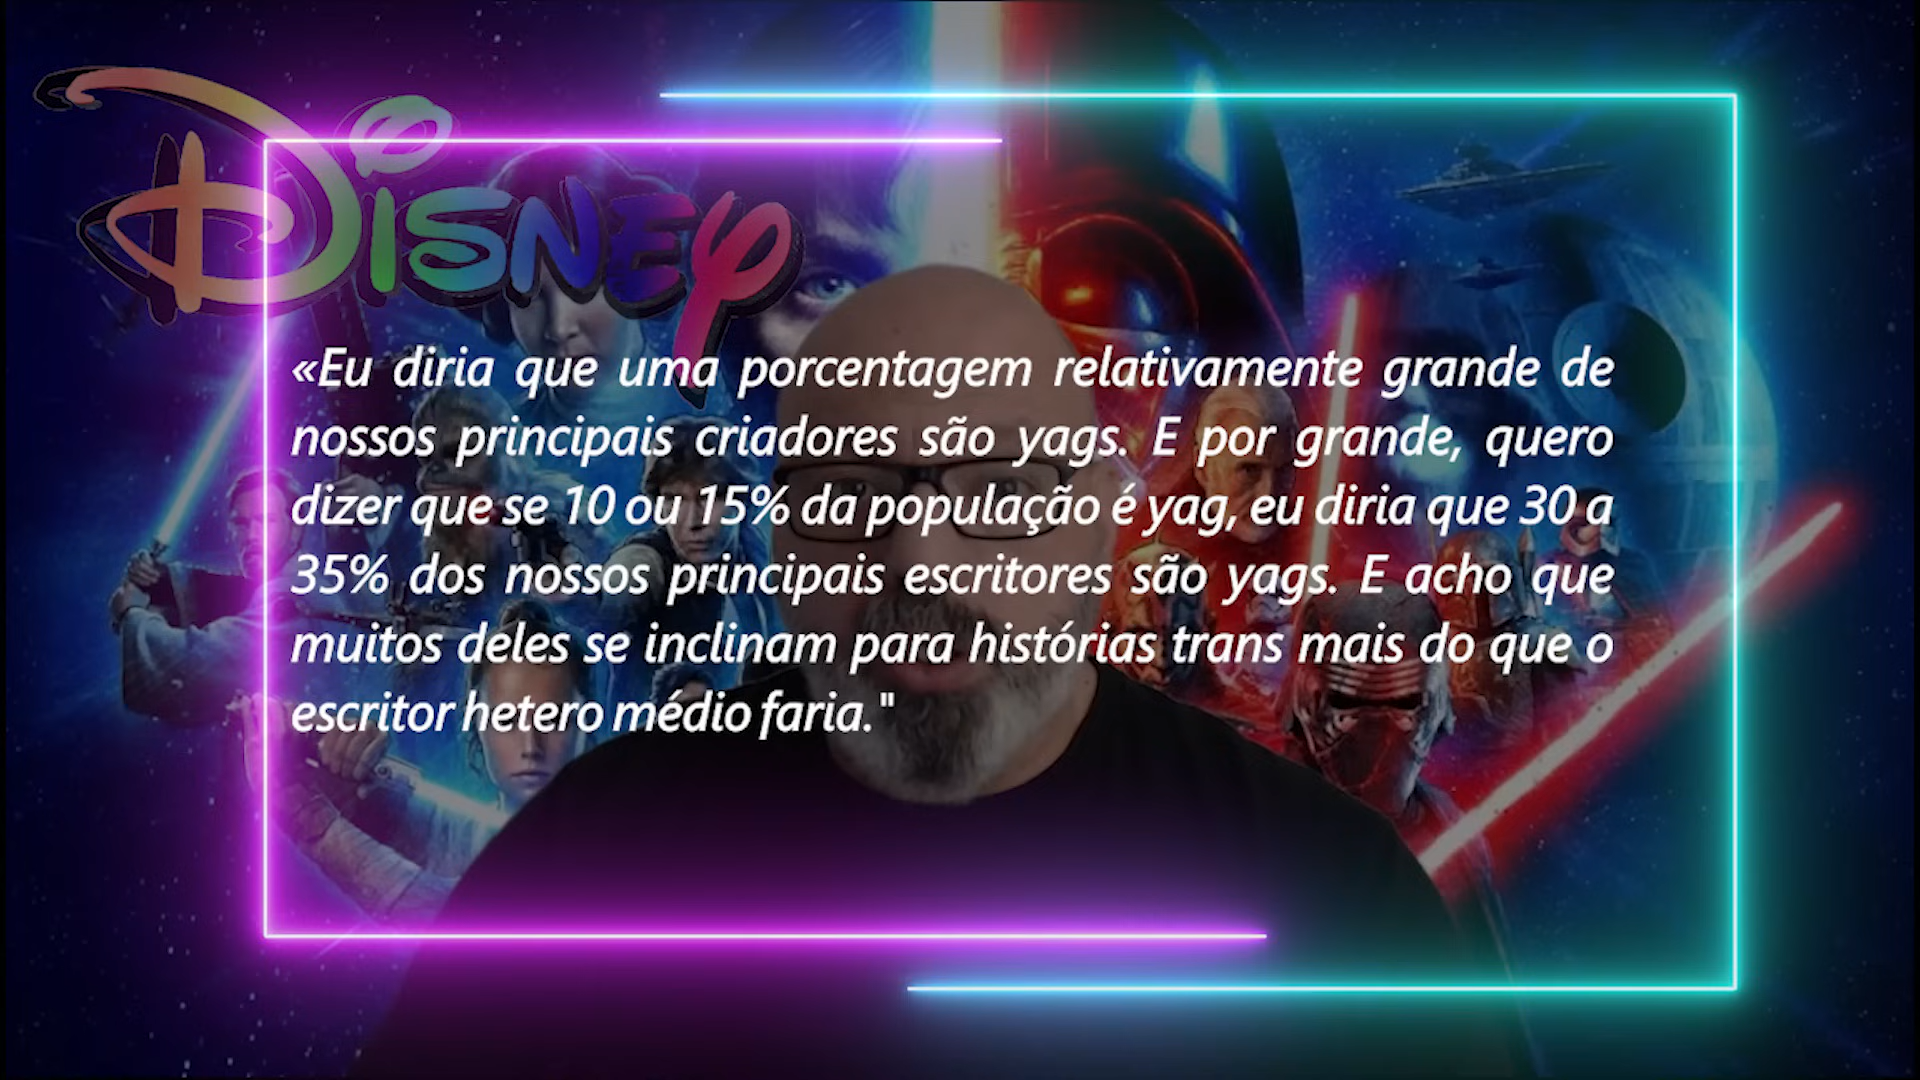 Disney
«Eu diria que uma porcentagem relativamente grande de
nossos principais criadores são yags. E por grande, quero
dizer que se 10 ou 15% da população é yag, eu diria que 30 a
35% dos nossos principais escritores são yags. E acho que
muitos deles se inclinam para histórias trans mais do que o
escritor hetero médio faria."